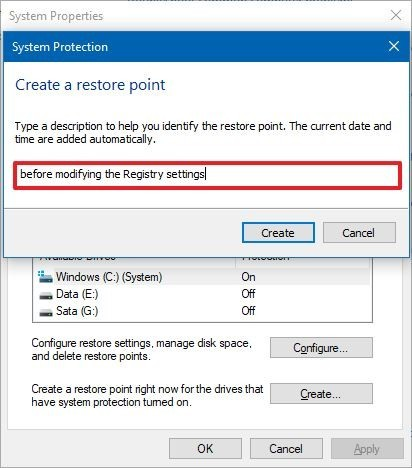 System Properties
System Protection
Create a restore point
Type a description to help you identify the restore point. The current date and
time are added automatically.
before modifying the Registry settings
Create
Cancel
Available Drives
Protection
Windows (C:) (System)
On
Data (E:)
Off
Sata (G:)
Off
Configure restore settings, manage disk space,
and delete restore points.
Configure...
Create a restore point right now for the drives that
have system protection turned on.
Create...
OK
Cancel
Apply